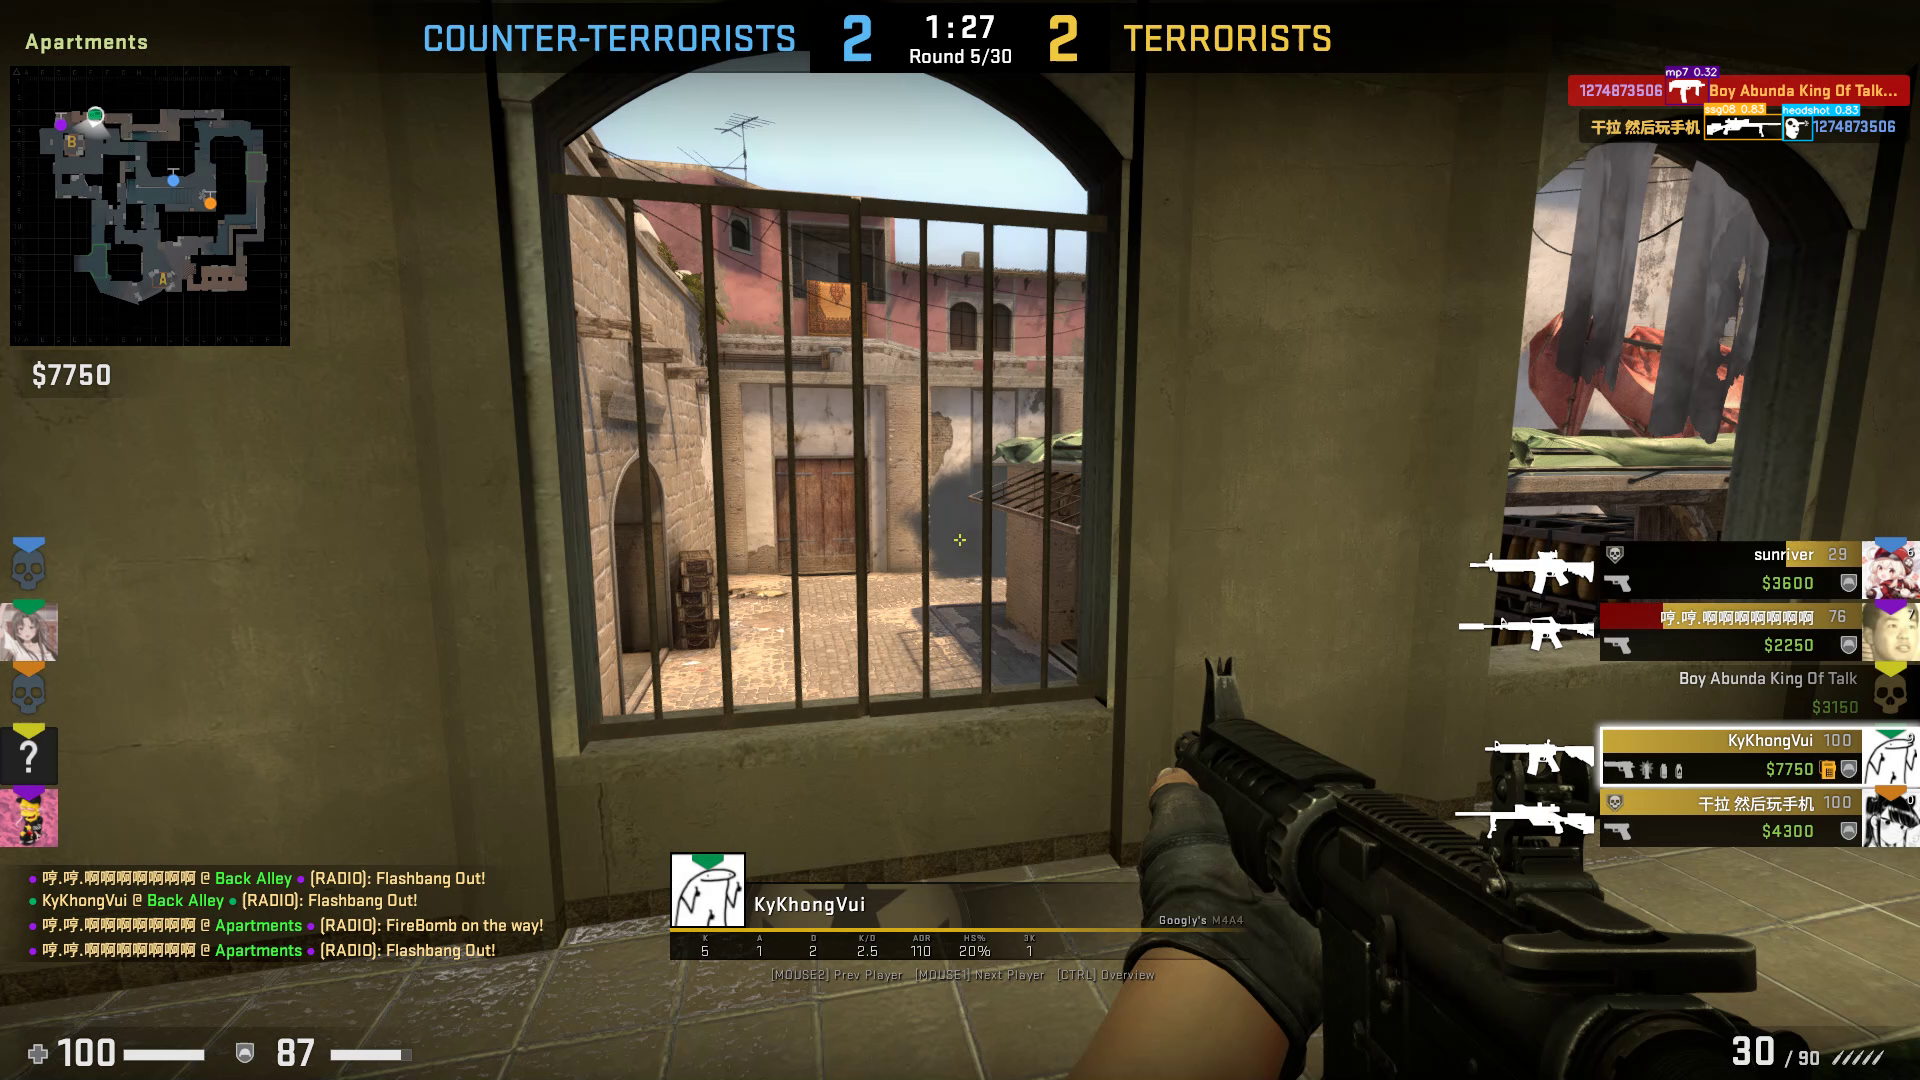 COUNTER-TERRORISTS 2 1:27 2 TERRORISTS
Round 5/30
Apartments
B
A
$7750
mp7 0.32
1274873506 Boy Abunda King Of Talk...
ssg08 0.83 headshot 0.83
干拉 然后玩手机 1274873506
sunriver 29
$3600
哼.哼.啊啊啊啊啊啊啊啊 76
$2250
Boy Abunda King Of Talk
$3150
KyKhongVui 100
$7750
干拉 然后玩手机 100
$4300
?
哼.哼.啊啊啊啊啊啊啊啊 @ Back Alley ● (RADIO): Flashbang Out!
KyKhongVui @ Back Alley ● (RADIO): Flashbang Out!
哼.哼.啊啊啊啊啊啊啊啊 @ Apartments ● (RADIO): FireBomb on the way!
哼.哼.啊啊啊啊啊啊啊啊 @ Apartments ● (RADIO): Flashbang Out!
KyKhongVui
Googly's M4A4
K A D K/D ADR HS% 3K
5 1 2 2.5 110 20% 1
[MOUSE2] Prev Player [MOUSE1] Next Player [CTRL] Overview
100 87
30 / 90